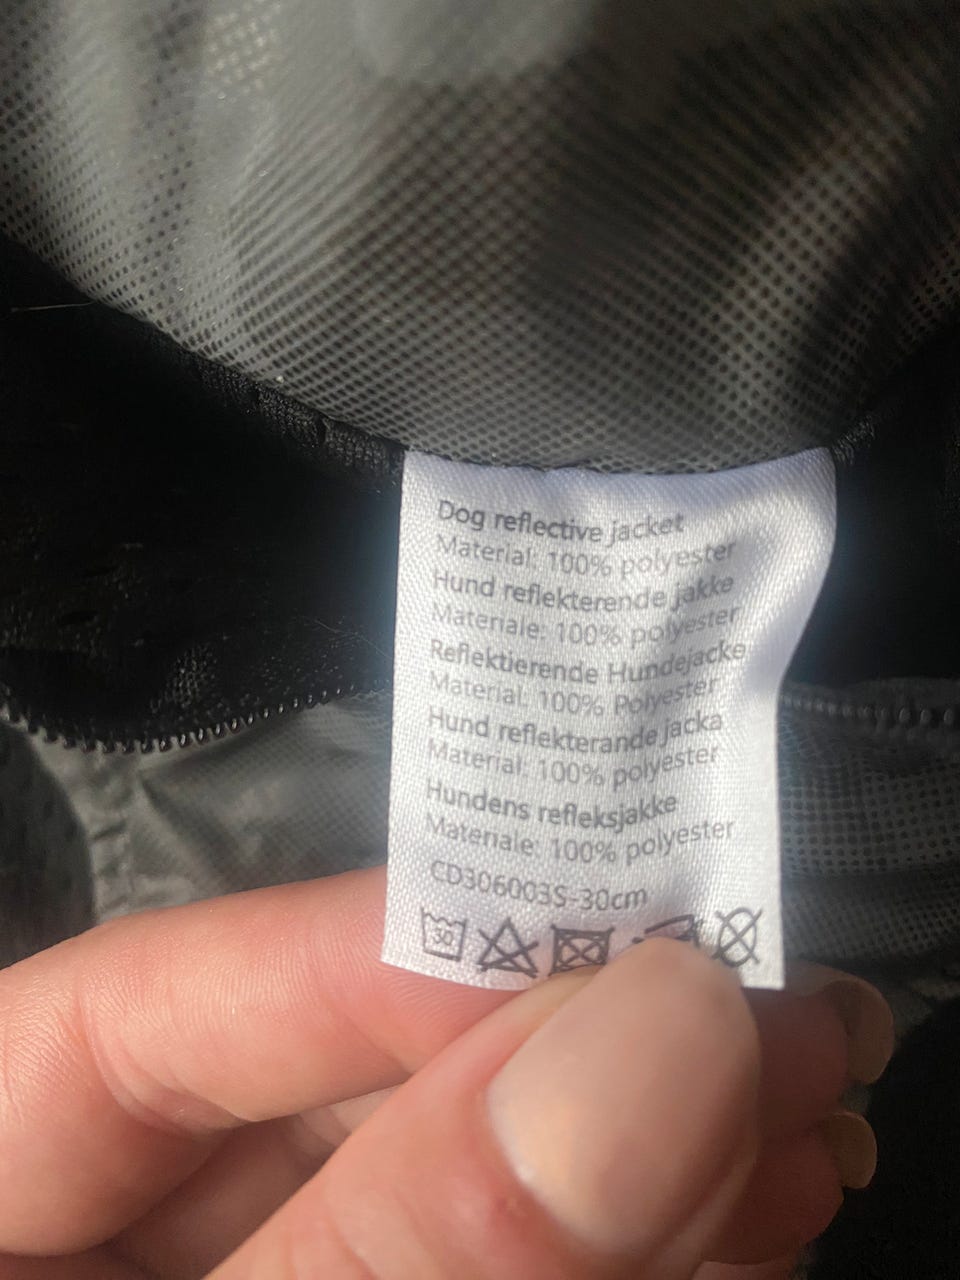 Dog reflective jacket
Material: 100% polyester
Hund reflekterende jakke
Materiale: 100% polyester
Reflektierende Hundejacke
Material: 100% Polyester
Hund reflekterande jacka
Material: 100% polyester
Hundens refleksjakke
Materiale: 100% polyester
CD306003S-30cm
30